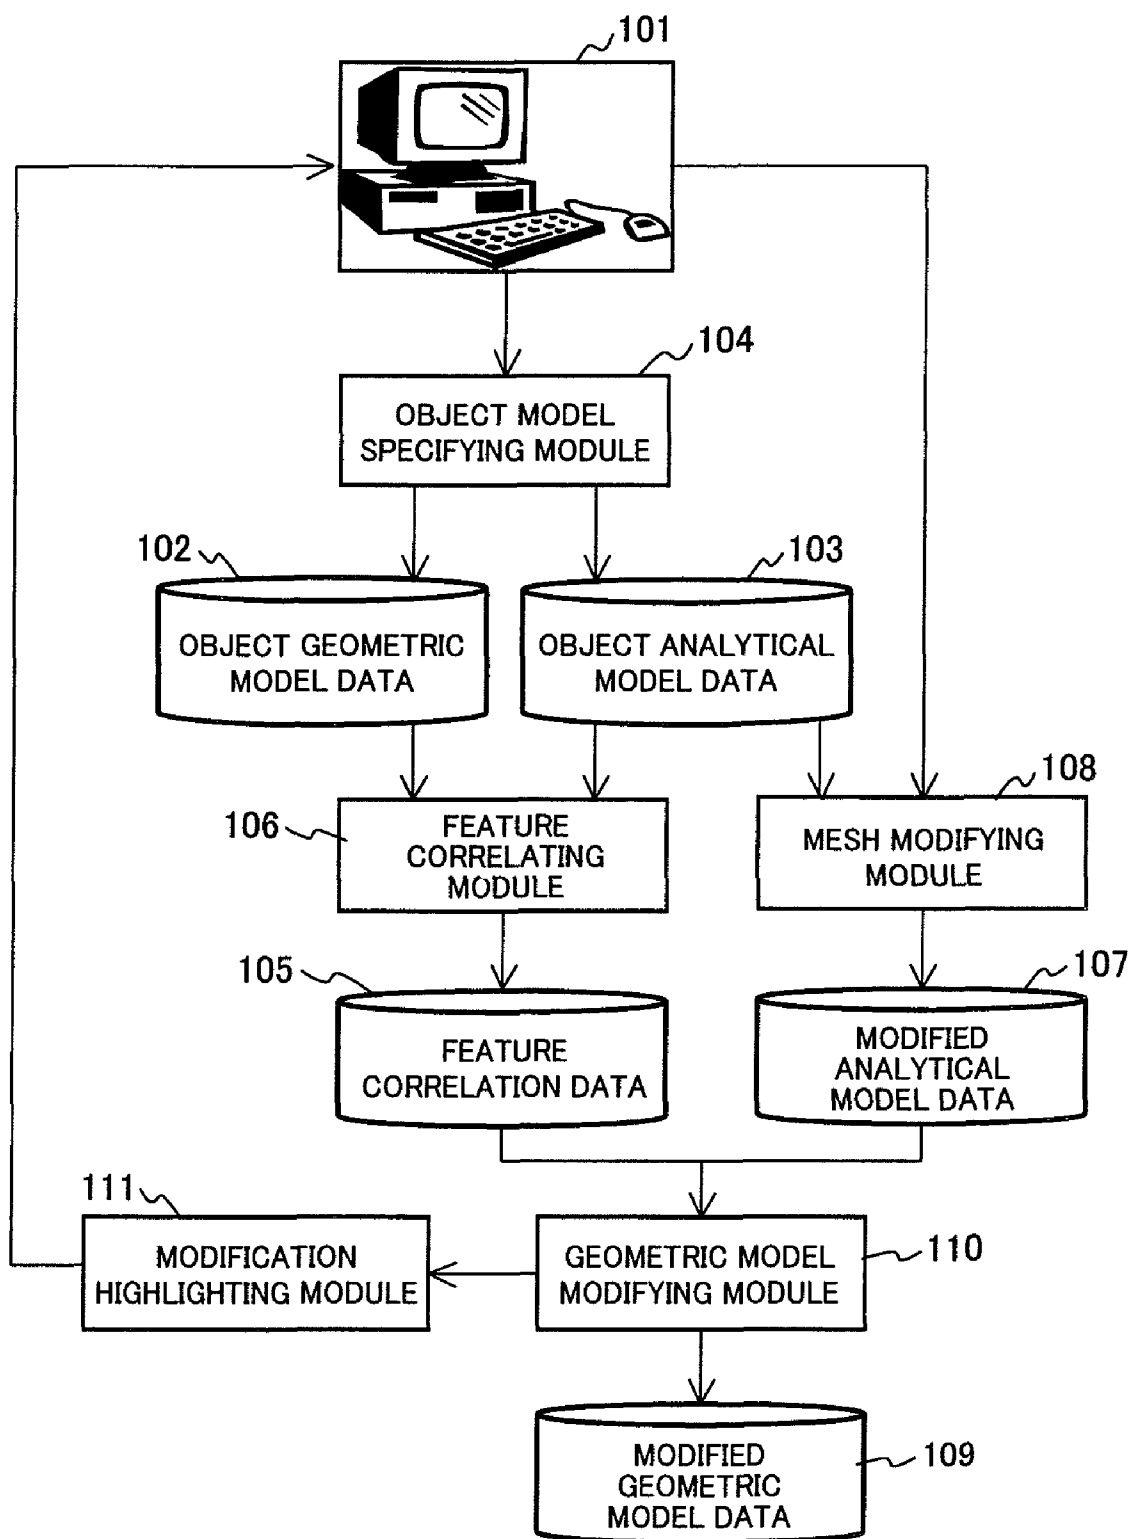 101
104
OBJECT MODEL
SPECIFYING MODULE
102
103
OBJECT GEOMETRIC
MODEL DATA
OBJECT ANALYTICAL
MODEL DATA
108
106
FEATURE
CORRELATING
MODULE
MESH MODIFYING
MODULE
105
107
FEATURE
CORRELATION DATA
MODIFIED
ANALYTICAL
MODEL DATA
111
MODIFICATION
HIGHLIGHTING MODULE
GEOMETRIC MODEL
MODIFYING MODULE
110
MODIFIED
GEOMETRIC
MODEL DATA
109